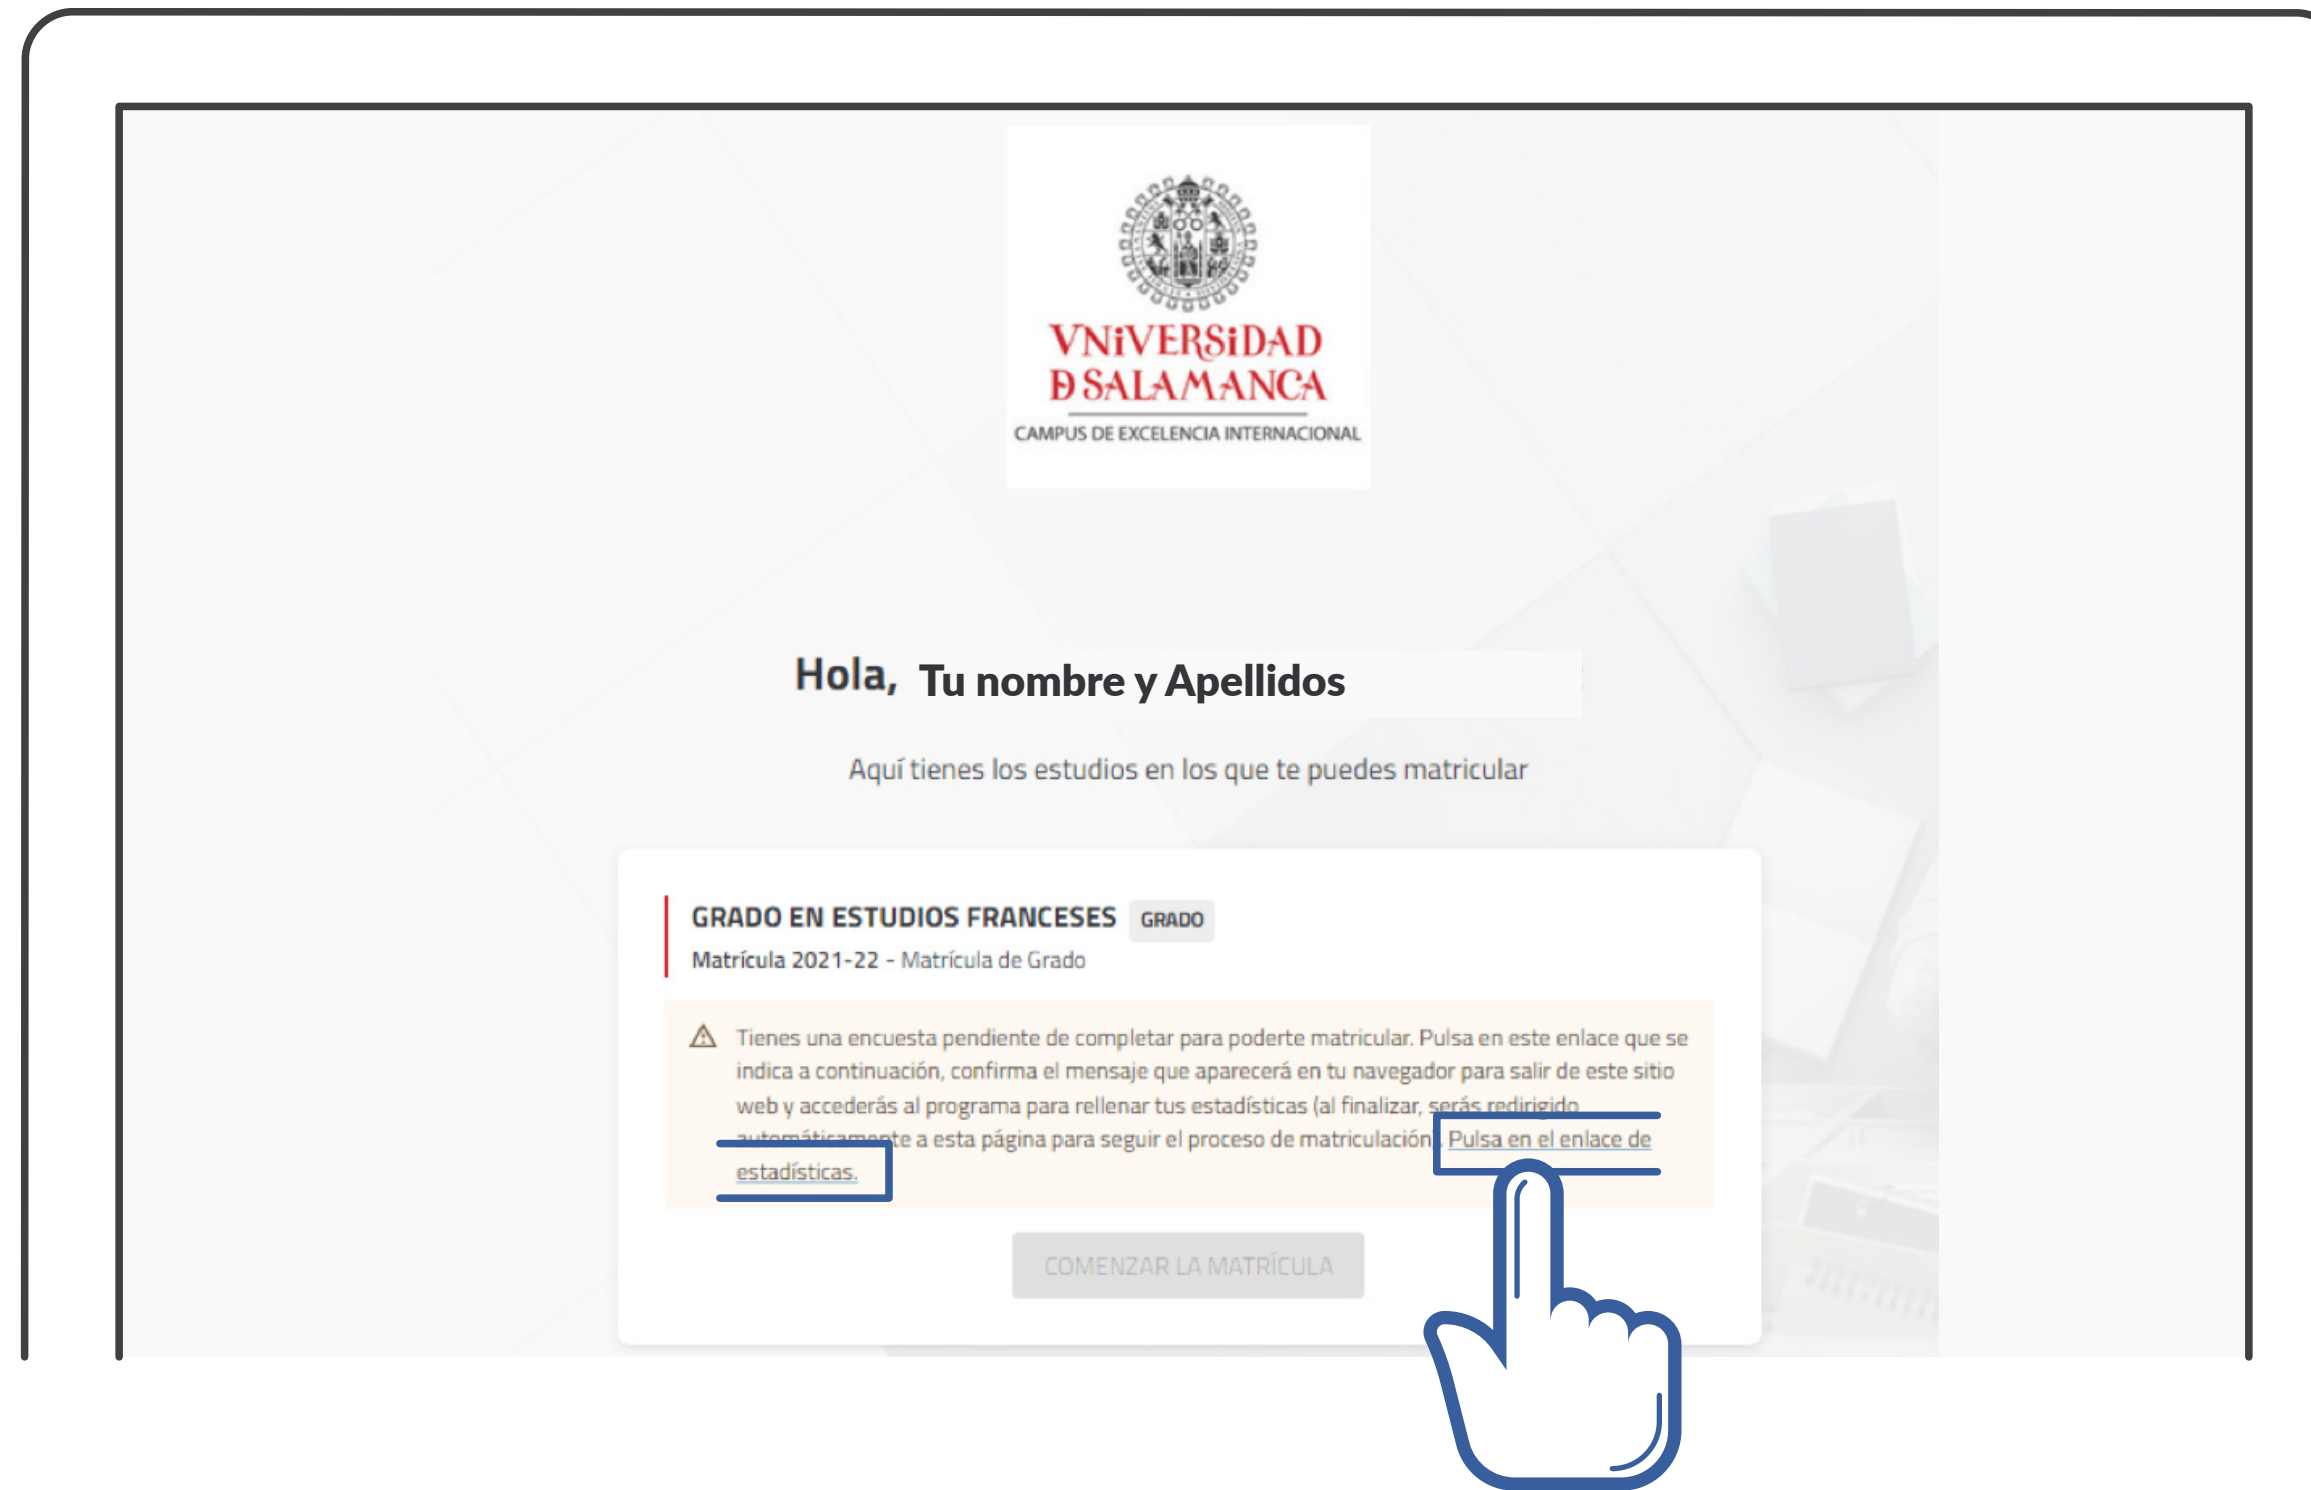 VNiVERSiDAD
Ð SALAMANCA
CAMPUS DE EXCELENCIA INTERNACIONAL
Hola, Tu nombre y Apellidos
Aquí tienes los estudios en los que te puedes matricular
GRADO EN ESTUDIOS FRANCESES GRADO
Matrícula 2021-22 - Matrícula de Grado
Tienes una encuesta pendiente de completar para poderte matricular. Pulsa en este enlace que se
indica a continuación, confirma el mensaje que aparecerá en tu navegador para salir de este sitio
web y accederás al programa para rellenar tus estadísticas (al finalizar, serás redirigido
automáticamente a esta página para seguir el proceso de matriculación). Pulsa en el enlace de
estadísticas.
COMENZAR LA MATRÍCULA